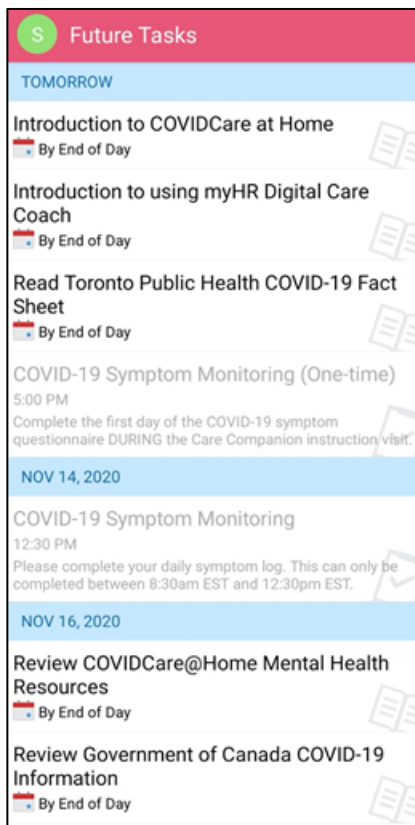 S Future Tasks
TOMORROW
Introduction to COVIDCare at Home
By End of Day
Introduction to using myHR Digital Care
Coach
By End of Day
Read Toronto Public Health COVID-19 Fact
Sheet
By End of Day
COVID-19 Symptom Monitoring (One-time)
5:00 PM
Complete the first day of the COVID-19 symptom
questionnaire DURING the Care Companion instruction visit.
NOV 14, 2020
COVID-19 Symptom Monitoring
12:30 PM
Please complete your daily symptom log. This can only be
completed between 8:30am EST and 12:30pm EST.
NOV 16, 2020
Review COVIDCare@Home Mental Health
Resources
By End of Day
Review Government of Canada COVID-19
Information
By End of Day